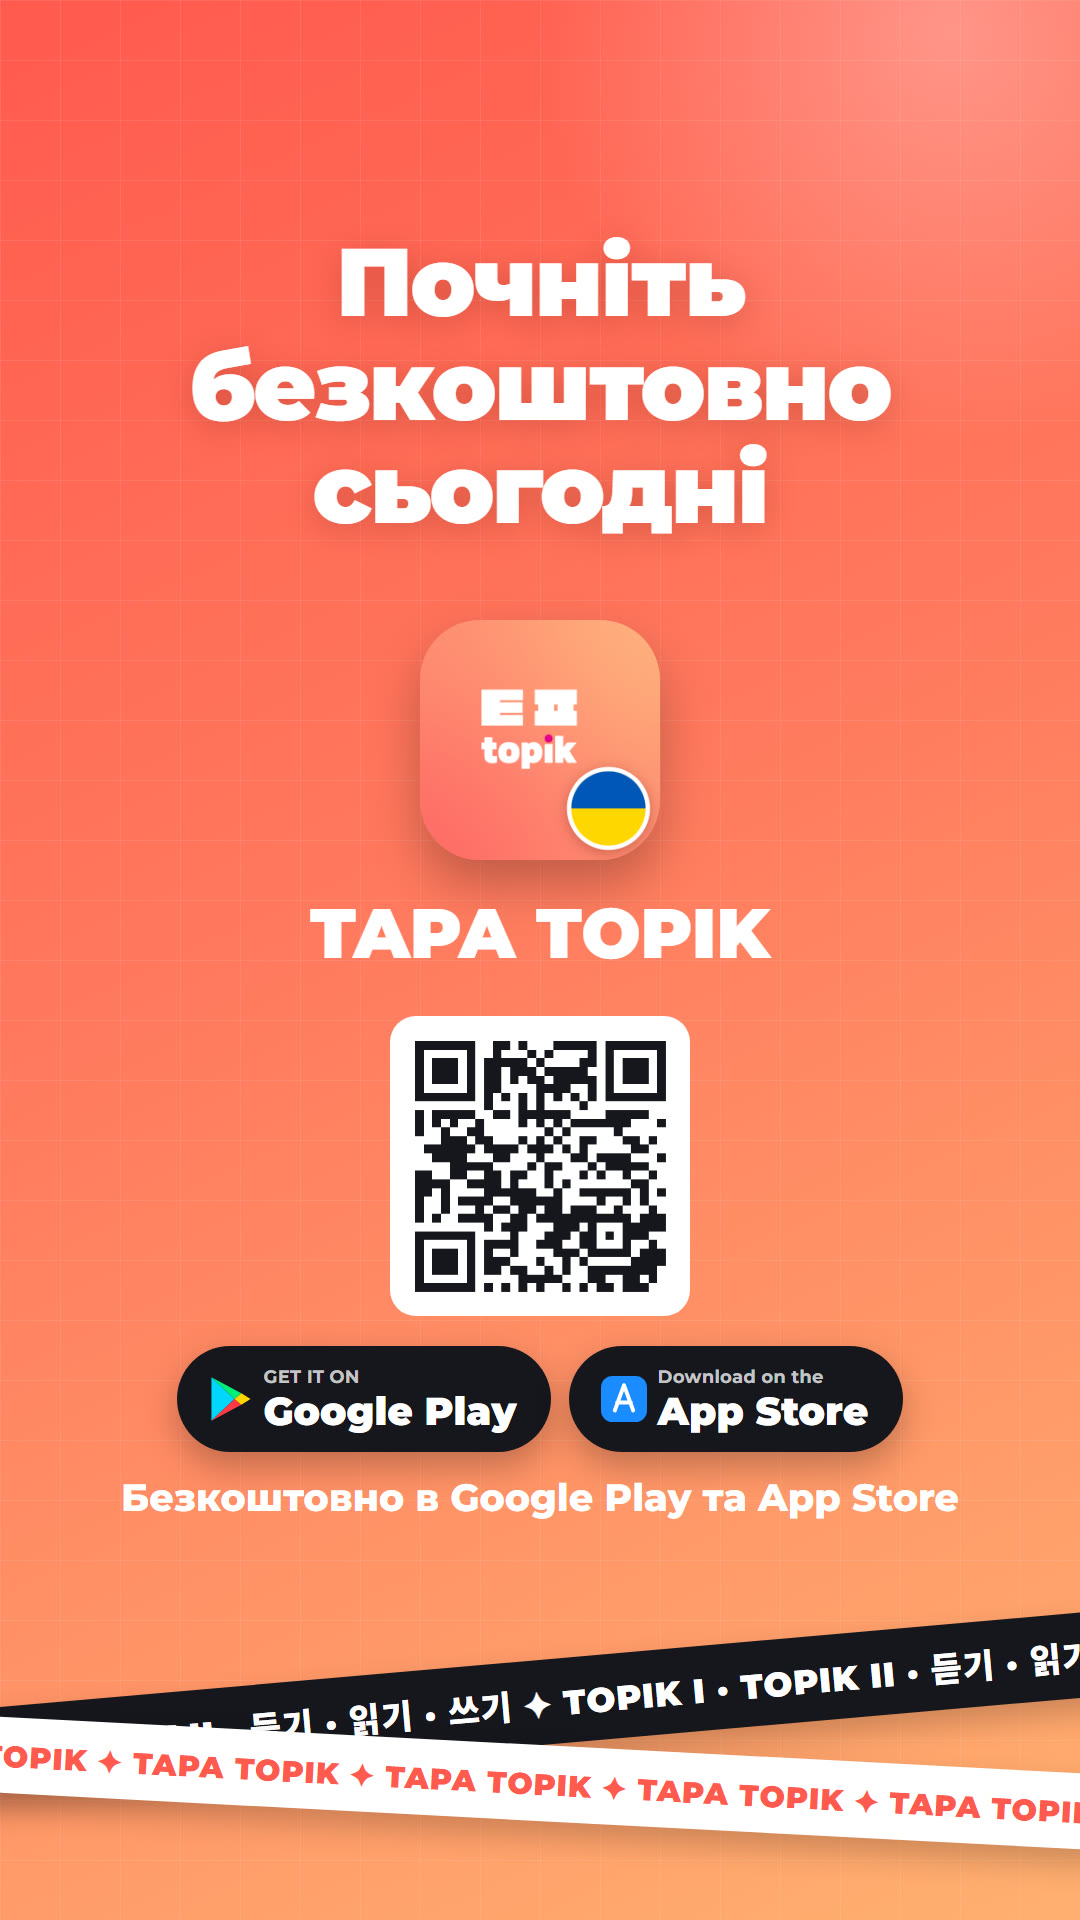 Почніть
безкоштовно
сьогодні
topik
TAPA TOPIK
GET IT ON
Google Play
Download on the
App Store
Безкоштовно в Google Play та App Store
듣기 • 읽기 • 쓰기 ✦ TOPIK I • TOPIK II • 듣기 • 읽기
TOPIK ✦ TAPA TOPIK ✦ TAPA TOPIK ✦ TAPA TOPIK ✦ TAPA TOPIK